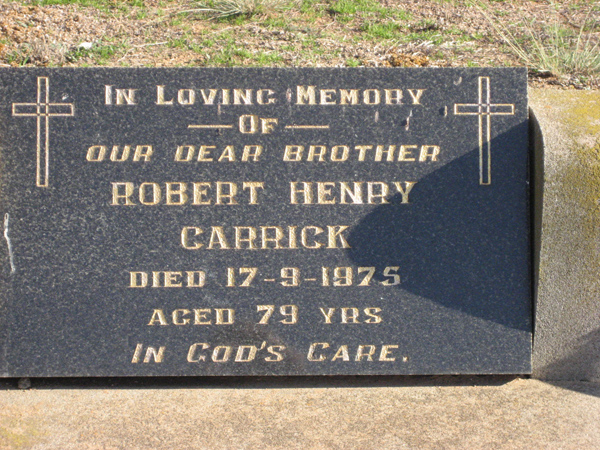 IN LOVING MEMORY
— OF —
OUR DEAR BROTHER
ROBERT HENRY
CARRICK
DIED 17-9-1975
AGED 79 YRS
IN GOD'S CARE.